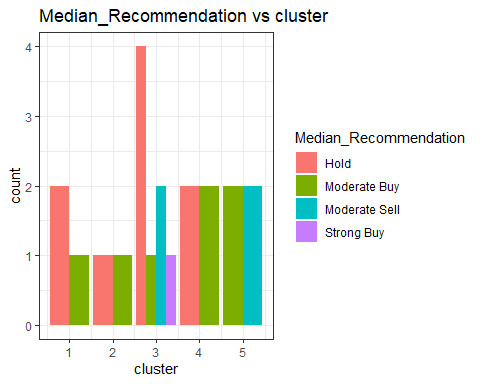 Median_Recommendation vs cluster
4
3
2
1
0
count
1 2 3 4 5
cluster
Median_Recommendation
Hold
Moderate Buy
Moderate Sell
Strong Buy